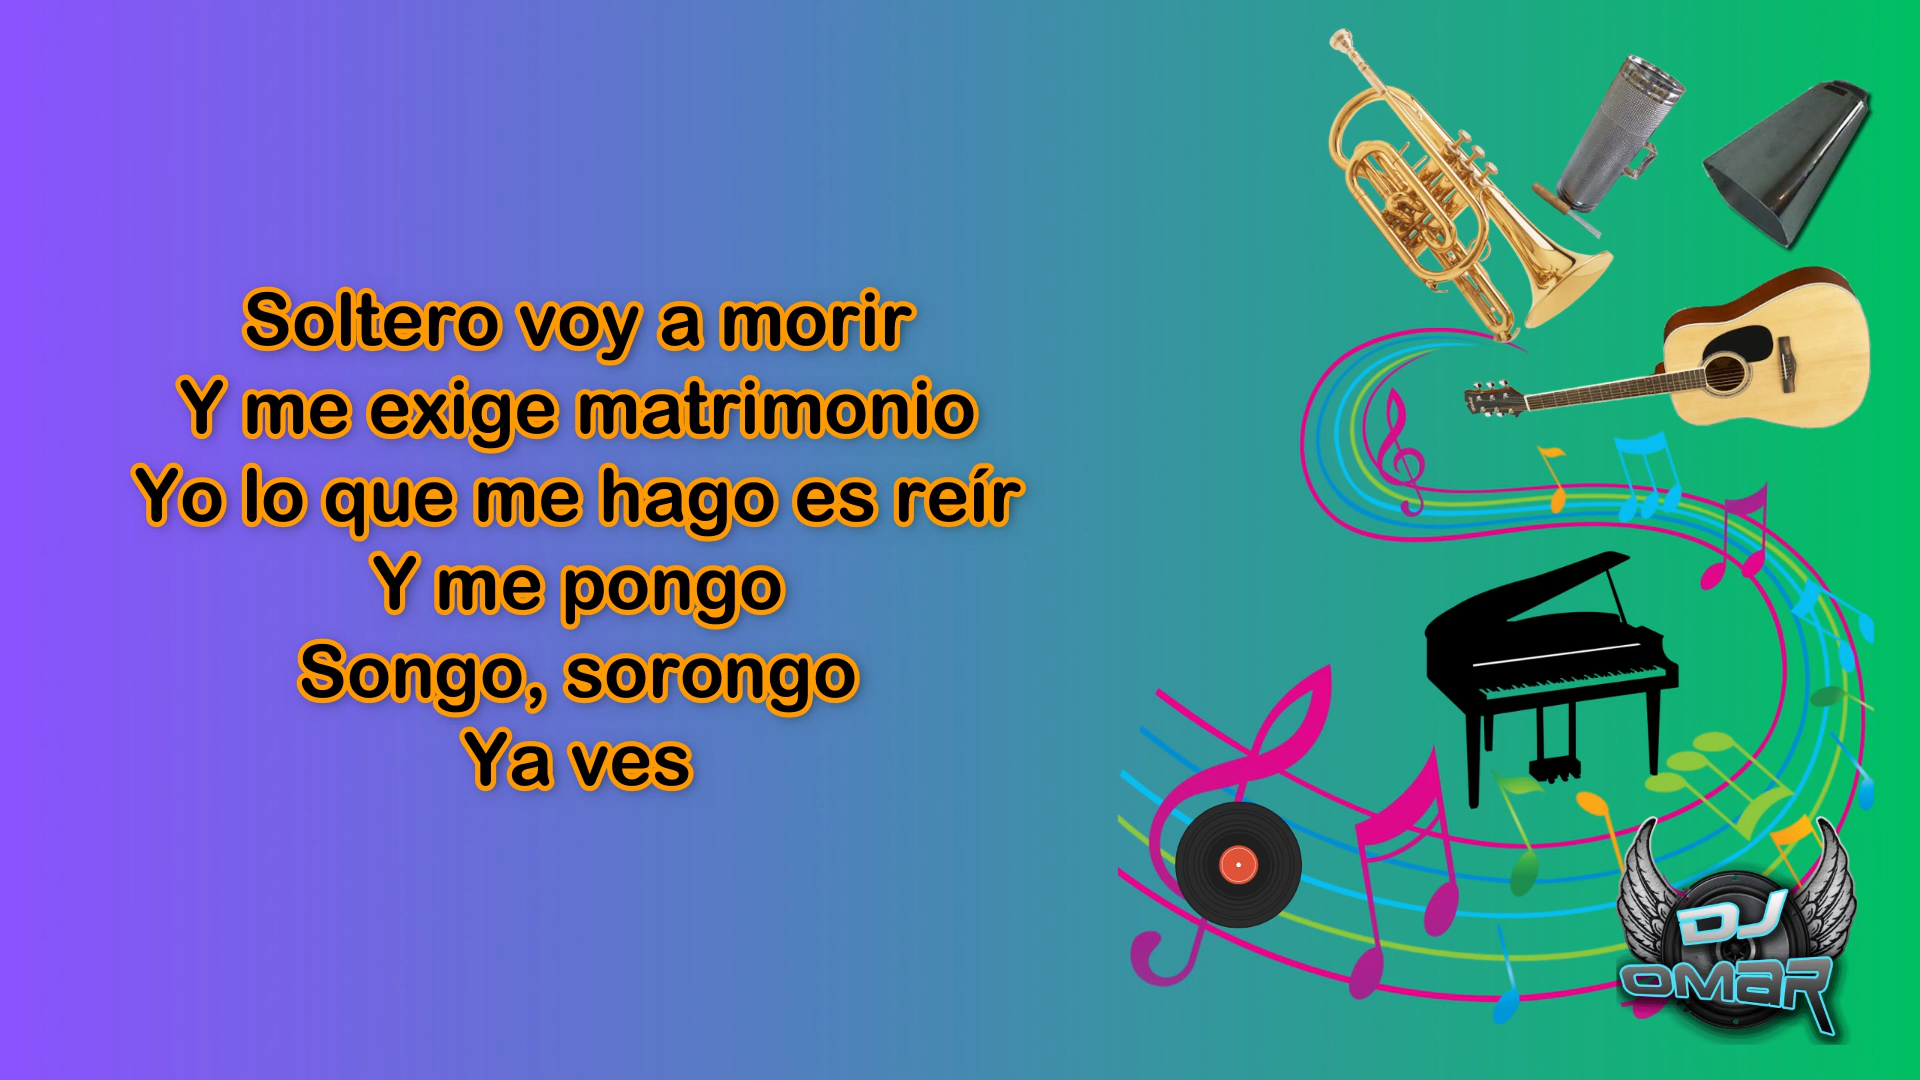 Soltero voy a morir
Y me exige matrimonio
Yo lo que me hago es reír
Y me pongo
Songo, sorongo
Ya ves
DJ
OMAR